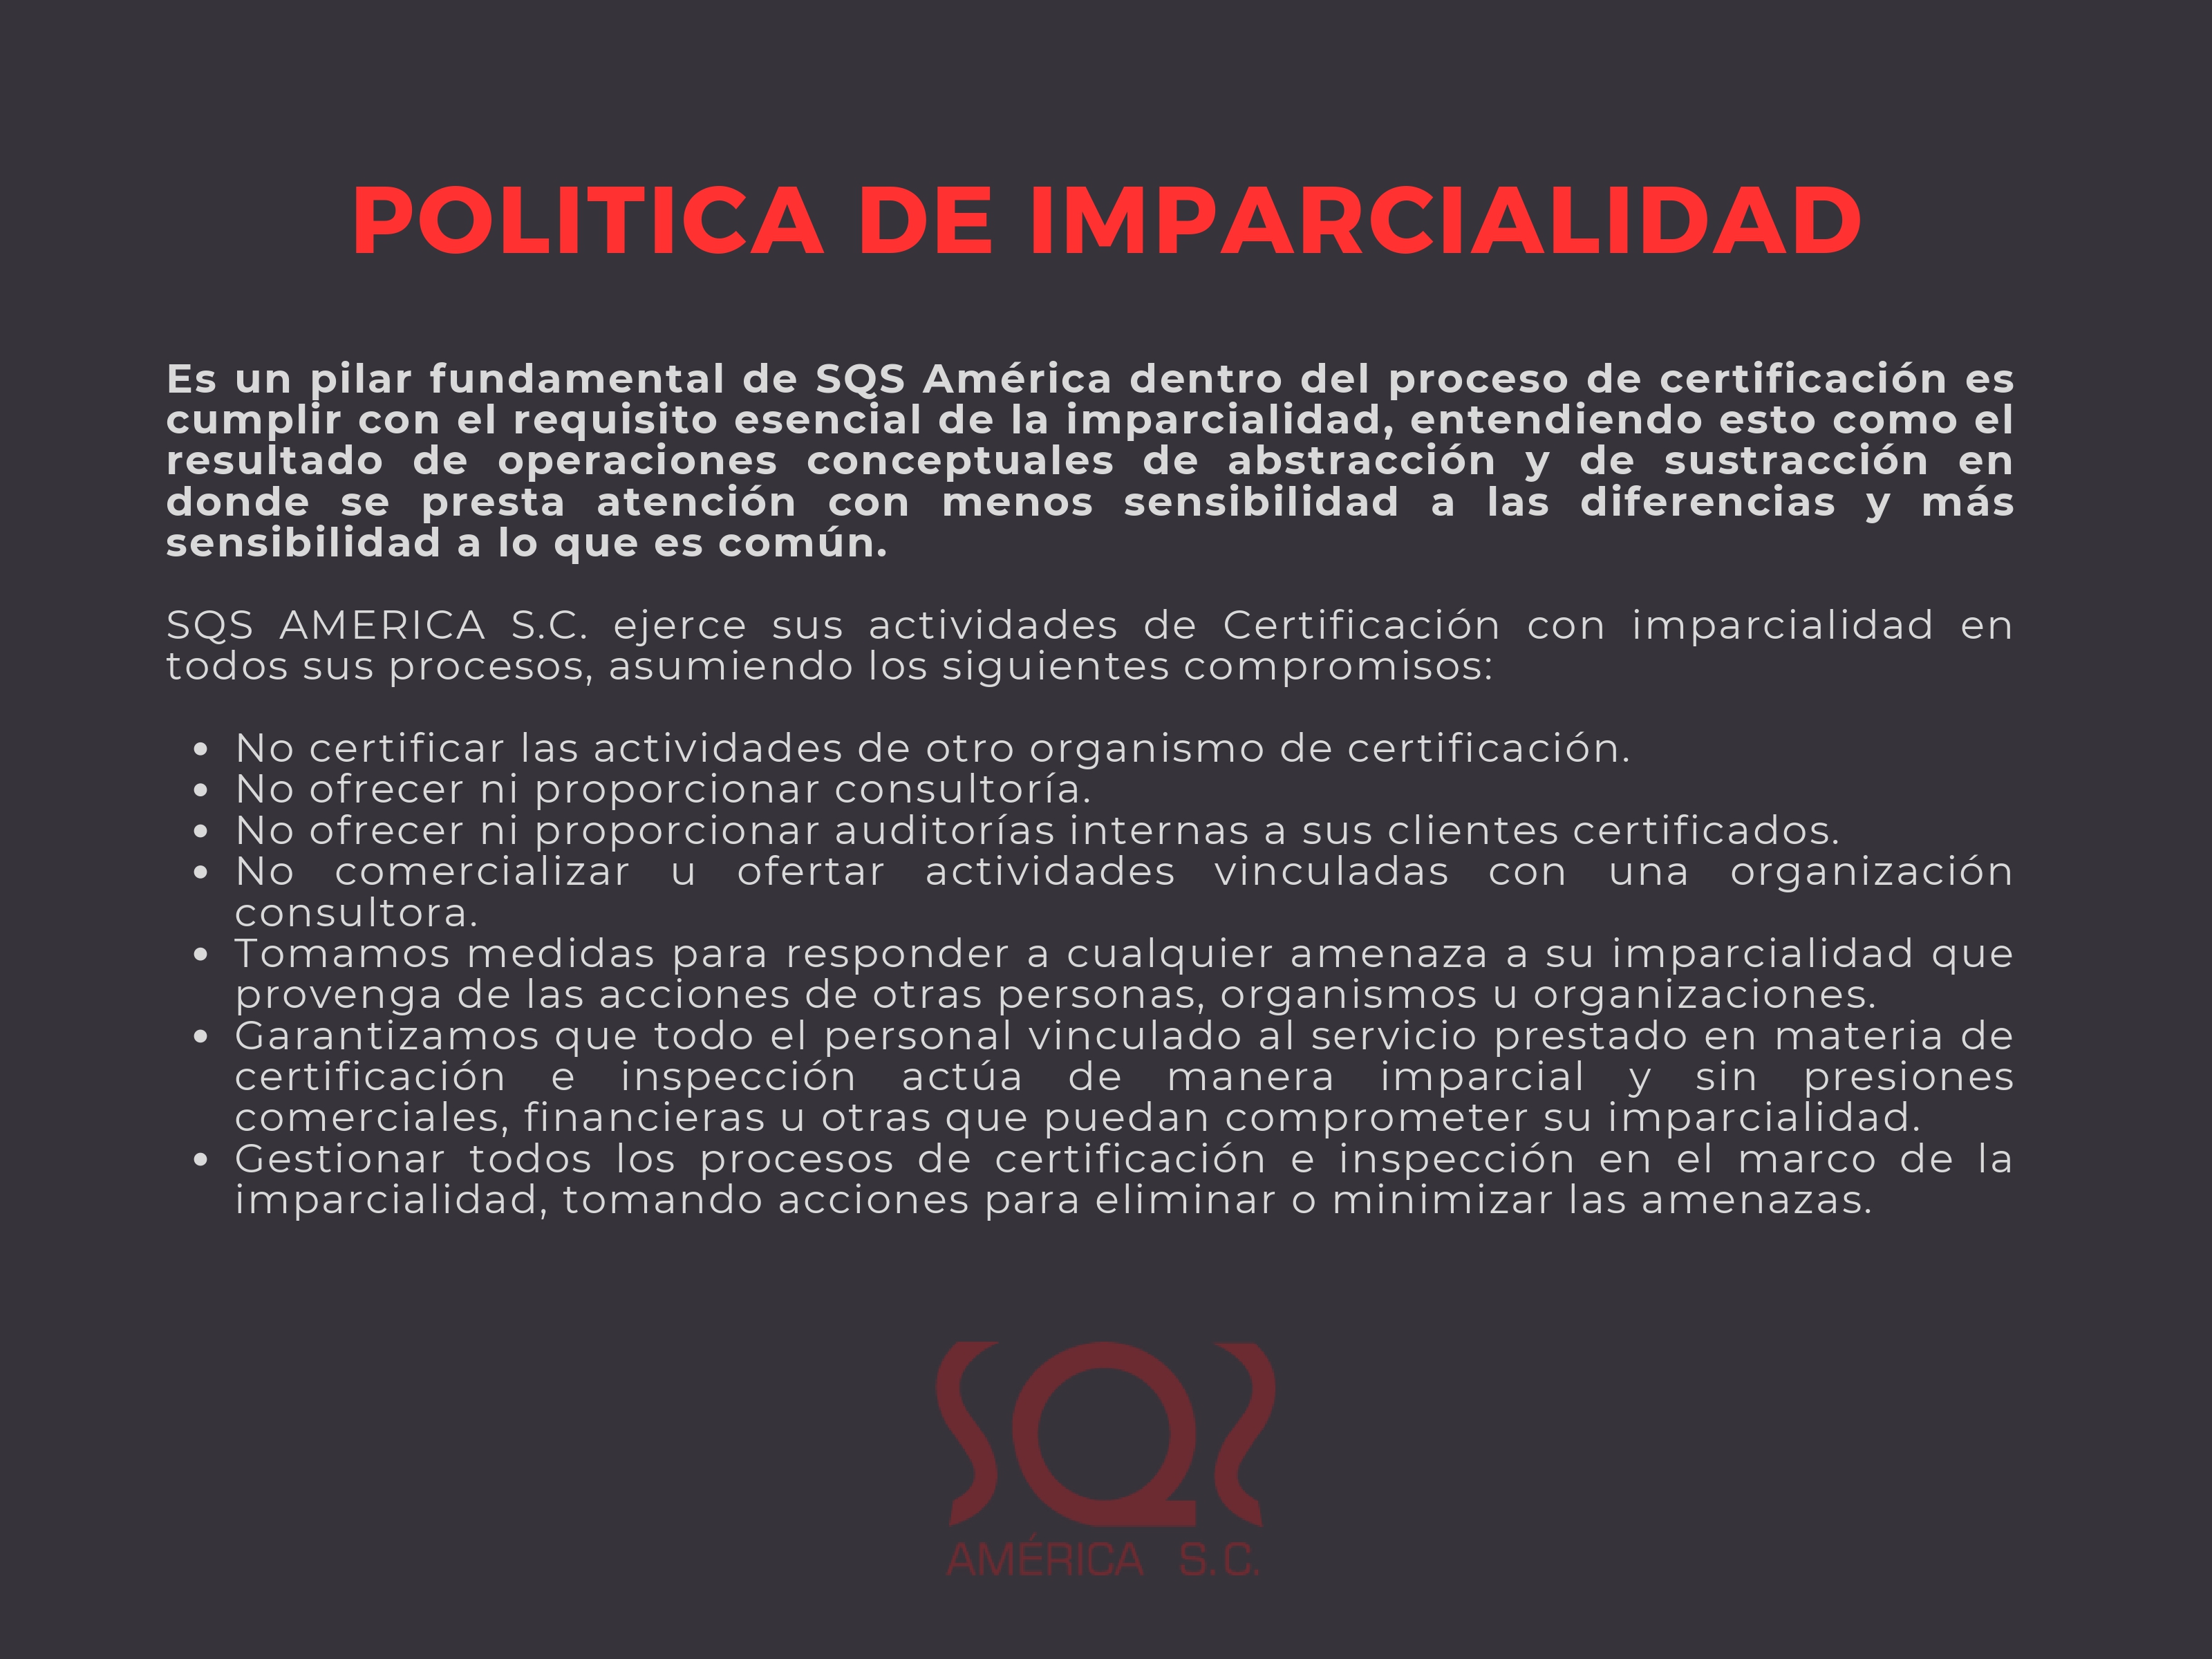 POLITICA DE IMPARCIALIDAD
Es un pilar fundamental de SQS América dentro del proceso de certificación es
cumplir con el requisito esencial de la imparcialidad, entendiendo esto como el
resultado de operaciones conceptuales de abstracción y de sustracción en
donde se presta atención con menos sensibilidad a las diferencias y más
sensibilidad a lo que es común.
SQS AMERICA S.C. ejerce sus actividades de Certificación con imparcialidad en
todos sus procesos, asumiendo los siguientes compromisos:
• No certificar las actividades de otro organismo de certificación.
• No ofrecer ni proporcionar consultoría.
• No ofrecer ni proporcionar auditorías internas a sus clientes certificados.
• No comercializar u ofertar actividades vinculadas con una organización
consultora.
• Tomamos medidas para responder a cualquier amenaza a su imparcialidad que
provenga de las acciones de otras personas, organismos u organizaciones.
• Garantizamos que todo el personal vinculado al servicio prestado en materia de
certificación e inspección actúa de manera imparcial y sin presiones
comerciales, financieras u otras que puedan comprometer su imparcialidad.
• Gestionar todos los procesos de certificación e inspección en el marco de la
imparcialidad, tomando acciones para eliminar o minimizar las amenazas.
SQS
AMÉRICA S.C.